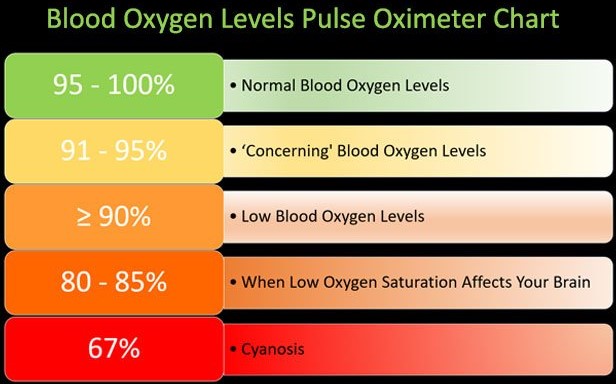 Blood Oxygen Levels Pulse Oximeter Chart
95 - 100%
• Normal Blood Oxygen Levels
91 - 95%
• ‘Concerning' Blood Oxygen Levels
≥ 90%
• Low Blood Oxygen Levels
80 - 85%
• When Low Oxygen Saturation Affects Your Brain
67%
• Cyanosis